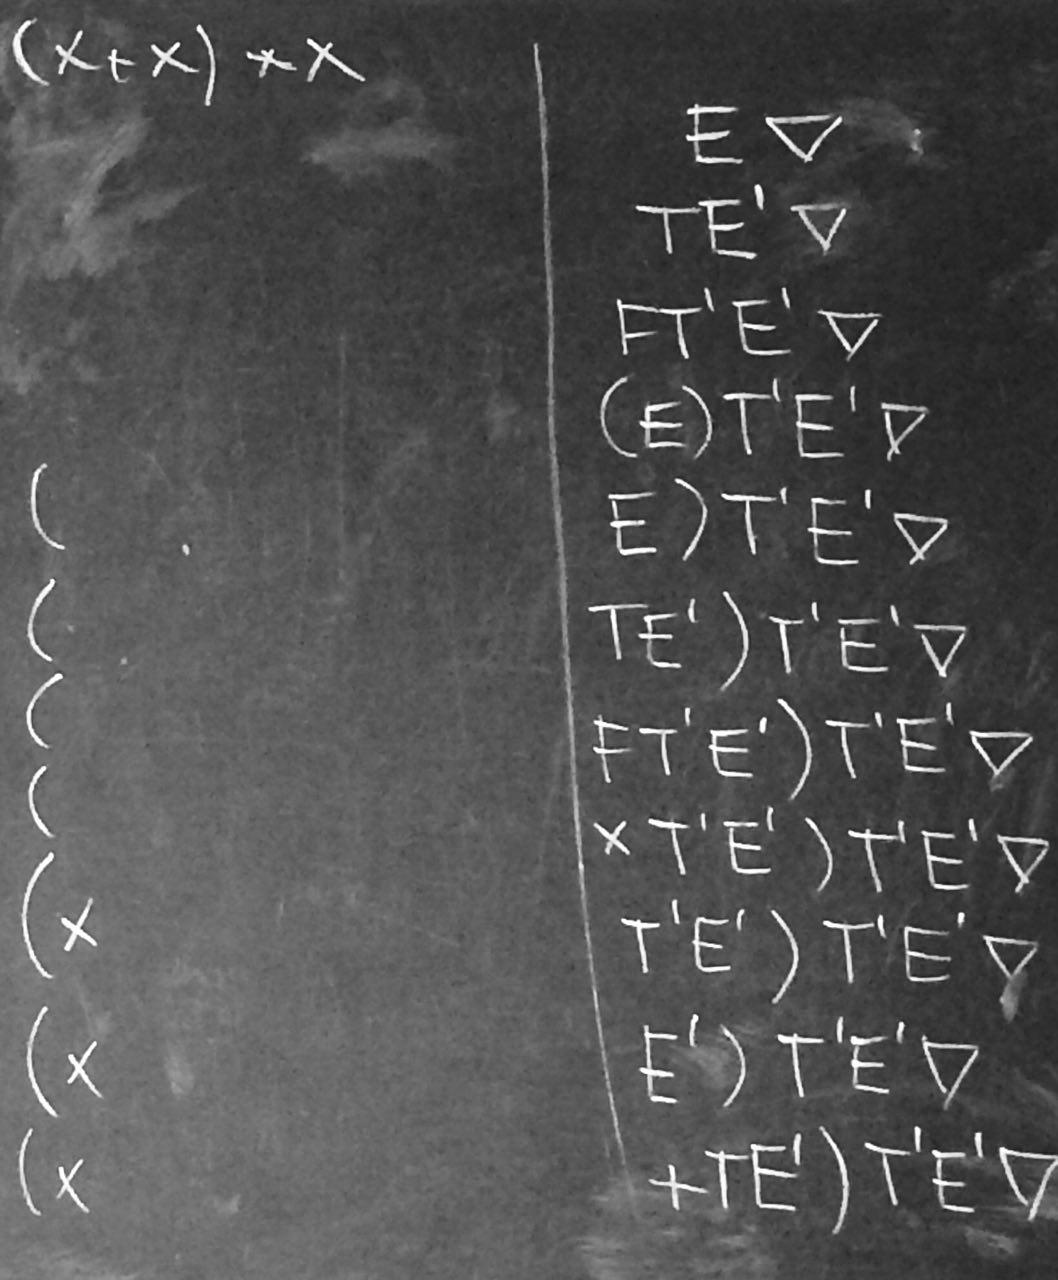 (x+x)*x
E ▽
TE' ▽
FT'E' ▽
(E)T'E' ▽
( E)T'E' ▽
( TE')T'E' ▽
( FT'E')T'E' ▽
( xT'E')T'E' ▽
(x T'E')T'E' ▽
(x E')T'E' ▽
(x +TE')T'E' ▽